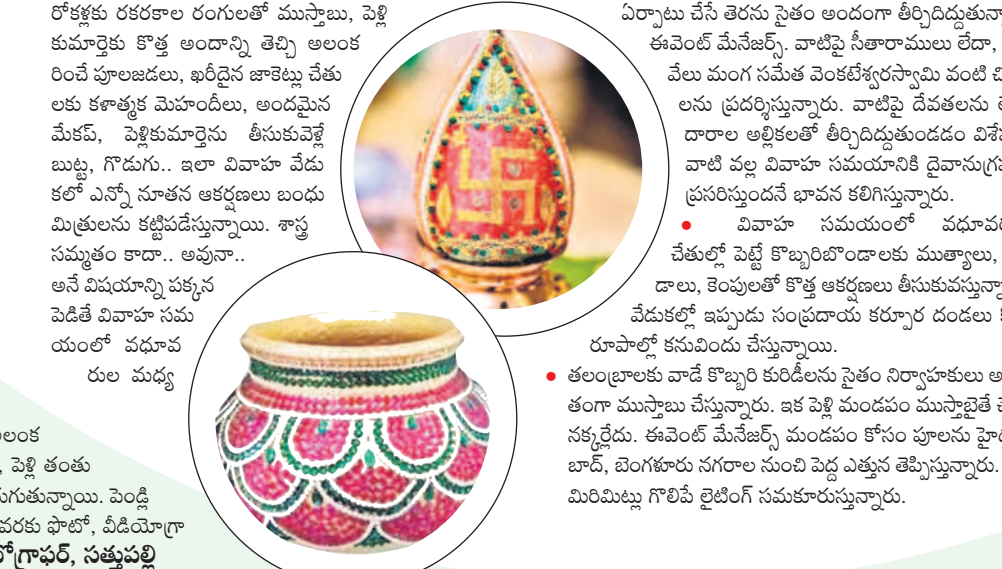 రోకళ్లకు రకరకాల రంగులతో ముస్తాబు, పెళ్లి
కుమార్తెకు కొత్త అందాన్ని తెచ్చి అలంక
రించే పూలజడలు, ఖరీదైన జాకెట్లు చేతు
లకు కళాత్మక మెహందీలు, అందమైన
మేకప్, పెళ్లికుమార్తెను తీసుకువెళ్లే
బుట్ట, గొడుగు.. ఇలా వివాహ వేడు
కలో ఎన్నో నూతన ఆకర్షణలు బంధు
మిత్రులను కట్టిపడేస్తున్నాయి. శాస్త్ర
సమ్మతం కాదా.. అవునా..
అనే విషయాన్ని పక్కన
పెడితే వివాహ సమ
యంలో వధూవ
రుల మధ్య
పెళ్లి తంతు
పెండ్లి
వరకు ఫొటో, వీడియోగ్రా
సత్తుపల్లి
ఏర్పాటు చేసే తెరను సైతం అందంగా
ఈవెంట్ మేనేజర్స్. వాటిపై సీతారాములు లేదా,
వేలు మంగ సమేత వెంకటేశ్వరస్వామి వంటి
లను ప్రదర్శిస్తున్నారు. వాటిపై దేవతలను
దారాల అల్లికలతో తీర్చిదిద్దుతుండడం
వాటి వల్ల వివాహ సమయానికి
ప్రసరిస్తుందనే భావన కలిగిస్తున్నారు.
● వివాహ సమయంలో
చేతుల్లో పెట్టే కొబ్బరిబొండాలకు ముత్యాలు,
డాలు, కెంపులతో కొత్త ఆకర్షణలు
వేడుకల్లో ఇప్పుడు సంప్రదాయ కర్పూర దండలు
రూపాల్లో కనువిందు చేస్తున్నాయి.
● తలంబ్రాలకు వాడే కొబ్బరి కురిడీలను సైతం నిర్వాహకులు
తంగా ముస్తాబు చేస్తున్నారు. ఇక పెళ్లి మండపం ముస్తాబైతే
నక్కర్లేదు. ఈవెంట్ మేనేజర్స్ మండపం కోసం పూలను
బాద్, బెంగళూరు నగరాల నుంచి పెద్ద ఎత్తున తెప్పిస్తున్నారు.
మిరిమిట్లు గొలిపే లైటింగ్ సమకూరుస్తున్నారు.